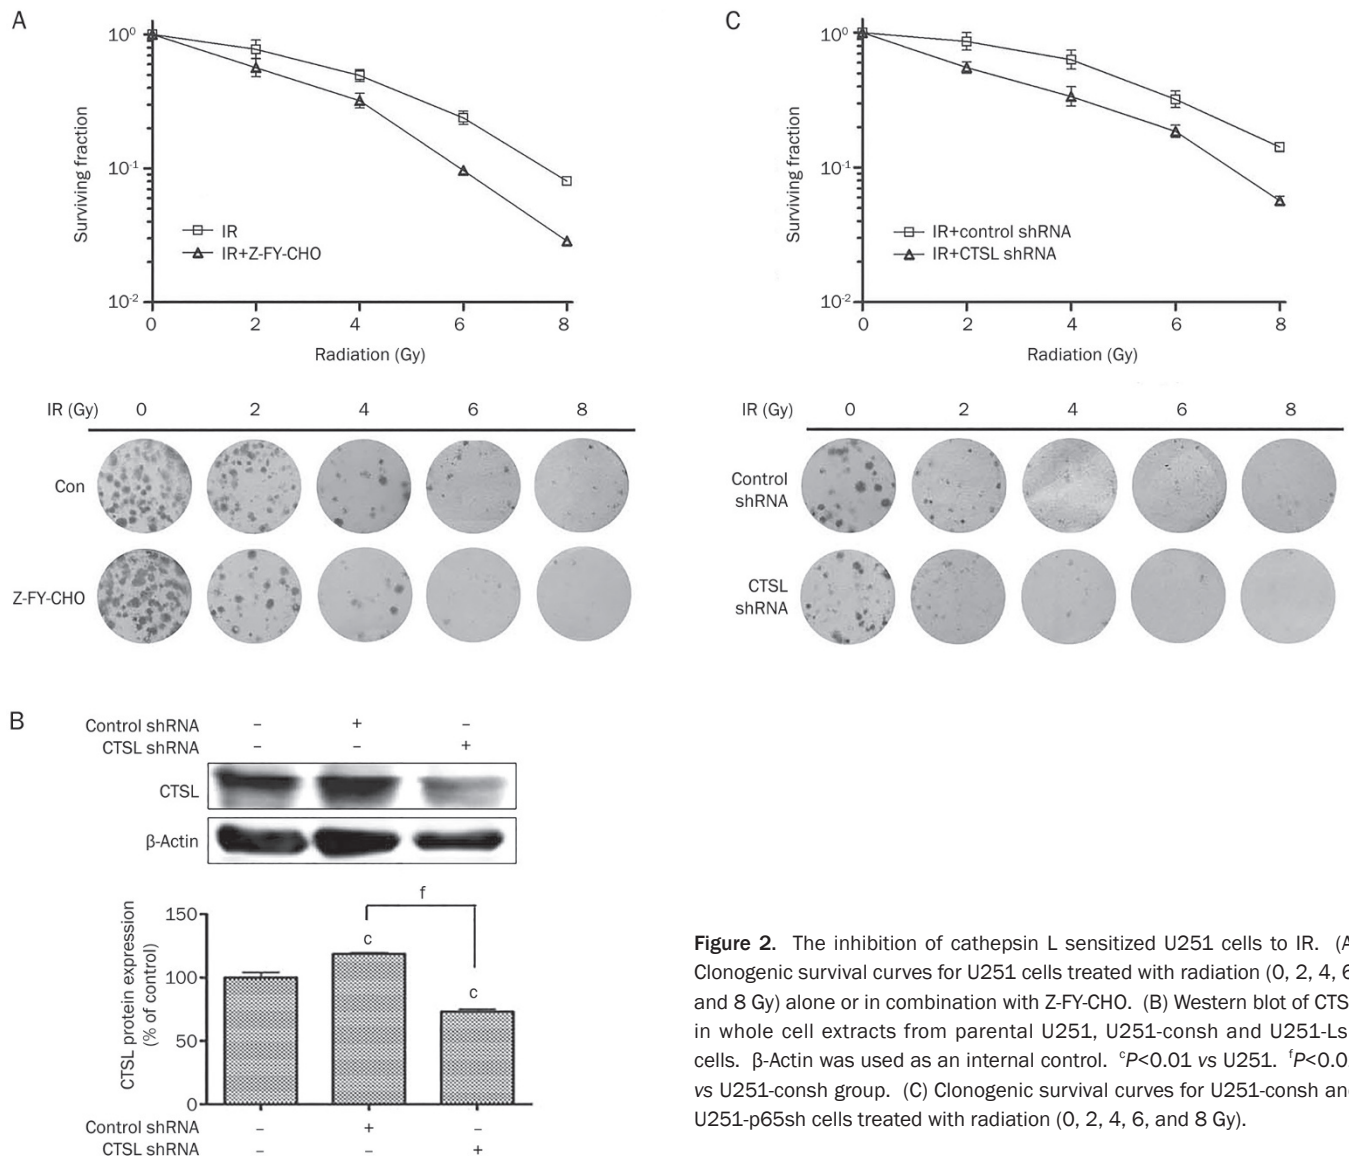 A
10⁰
10⁻¹
10⁻²
Surviving fraction
IR
IR+Z-FY-CHO
0 2 4 6 8
Radiation (Gy)
IR (Gy) 0 2 4 6 8
Con
Z-FY-CHO
C
10⁰
10⁻¹
10⁻²
Surviving fraction
IR+control shRNA
IR+CTSL shRNA
0 2 4 6 8
Radiation (Gy)
IR (Gy) 0 2 4 6 8
Control
shRNA
CTSL
shRNA
B
Control shRNA – + –
CTSL shRNA – – +
CTSL
β-Actin
CTSL protein expression
(% of control)
150
100
50
0
f
c
c
Control shRNA – + –
CTSL shRNA – – +
Figure 2. The inhibition of cathepsin L sensitized U251 cells to IR. (A
Clonogenic survival curves for U251 cells treated with radiation (0, 2, 4, 6
and 8 Gy) alone or in combination with Z-FY-CHO. (B) Western blot of CTS
in whole cell extracts from parental U251, U251-consh and U251-Ls
cells. β-Actin was used as an internal control. ᶜP<0.01 vs U251. ᶠP<0.0
vs U251-consh group. (C) Clonogenic survival curves for U251-consh an
U251-p65sh cells treated with radiation (0, 2, 4, 6, and 8 Gy).